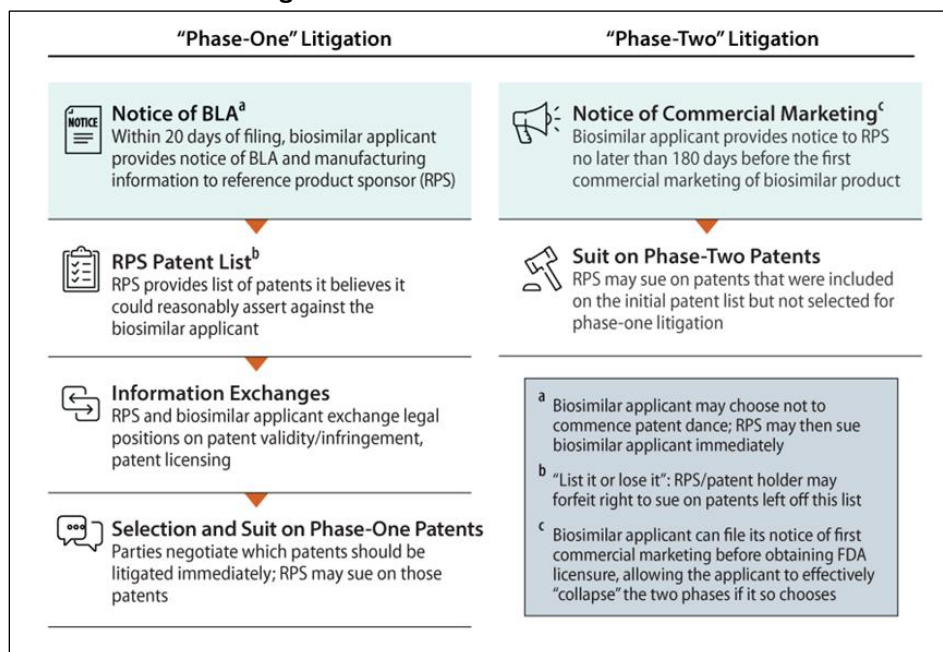 “Phase-One” Litigation
Notice of BLAa
NOTICE
Within 20 days of filing, biosimilar applicant
provides notice of BLA and manufacturing
information to reference product sponsor (RPS)
RPS Patent Listb
RPS provides list of patents it believes it
could reasonably assert against the
biosimilar applicant
Information Exchanges
RPS and biosimilar applicant exchange legal
positions on patent validity/infringement,
patent licensing
Selection and Suit on Phase-One Patents
Parties negotiate which patents should be
litigated immediately; RPS may sue on those
patents
“Phase-Two” Litigation
Notice of Commercial Marketingc
Biosimilar applicant provides notice to RPS
no later than 180 days before the first
commercial marketing of biosimilar product
Suit on Phase-Two Patents
RPS may sue on patents that were included
on the initial patent list but not selected for
phase-one litigation
a Biosimilar applicant may choose not to
commence patent dance; RPS may then sue
biosimilar applicant immediately
b “List it or lose it”: RPS/patent holder may
forfeit right to sue on patents left off this list
c Biosimilar applicant can file its notice of first
commercial marketing before obtaining FDA
licensure, allowing the applicant to effectively
“collapse” the two phases if it so chooses